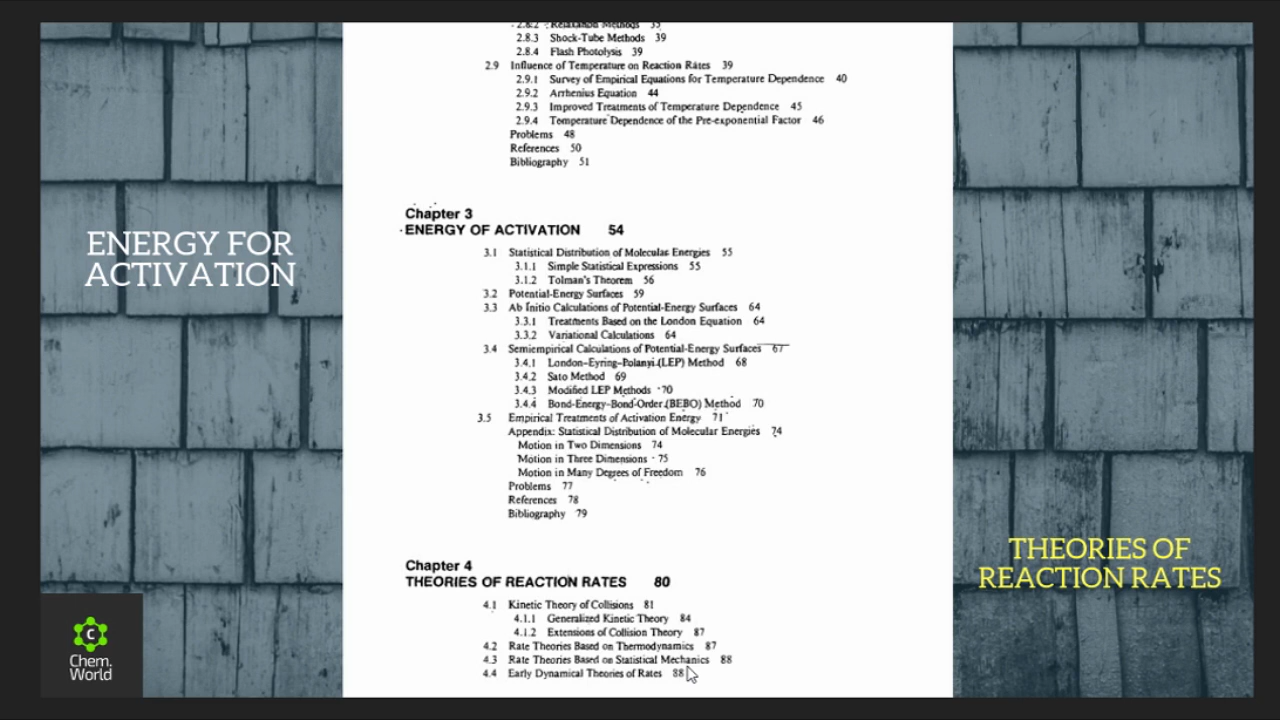 2.8.2 Relaxation Methods 35
2.8.3 Shock-Tube Methods 39
2.8.4 Flash Photolysis 39
2.9 Influence of Temperature on Reaction Rates 39
2.9.1 Survey of Empirical Equations for Temperature Dependence 40
2.9.2 Arrhenius Equation 44
2.9.3 Improved Treatments of Temperature Dependence 45
2.9.4 Temperature Dependence of the Pre-exponential Factor 46
Problems 48
References 50
Bibliography 51
Chapter 3
ENERGY OF ACTIVATION 54
3.1 Statistical Distribution of Molecular Energies 55
3.1.1 Simple Statistical Expressions 55
3.1.2 Tolman's Theorem 56
3.2 Potential-Energy Surfaces 59
3.3 Ab Initio Calculations of Potential-Energy Surfaces 64
3.3.1 Treatments Based on the London Equation 64
3.3.2 Variational Calculations 64
3.4 Semiempirical Calculations of Potential-Energy Surfaces 67
3.4.1 London-Eyring-Polanyi (LEP) Method 68
3.4.2 Sato Method 69
3.4.3 Modified LEP Methods 70
3.4.4 Bond-Energy-Bond-Order (BEBO) Method 70
3.5 Empirical Treatments of Activation Energy 71
Appendix: Statistical Distribution of Molecular Energies 74
Motion in Two Dimensions 74
Motion in Three Dimensions 75
Motion in Many Degrees of Freedom 76
Problems 77
References 78
Bibliography 79
Chapter 4
THEORIES OF REACTION RATES 80
4.1 Kinetic Theory of Collisions 81
4.1.1 Generalized Kinetic Theory 84
4.1.2 Extensions of Collision Theory 87
4.2 Rate Theories Based on Thermodynamics 87
4.3 Rate Theories Based on Statistical Mechanics 88
4.4 Early Dynamical Theories of Rates 88
ENERGY FOR
ACTIVATION
THEORIES OF
REACTION RATES
C
Chem.
World